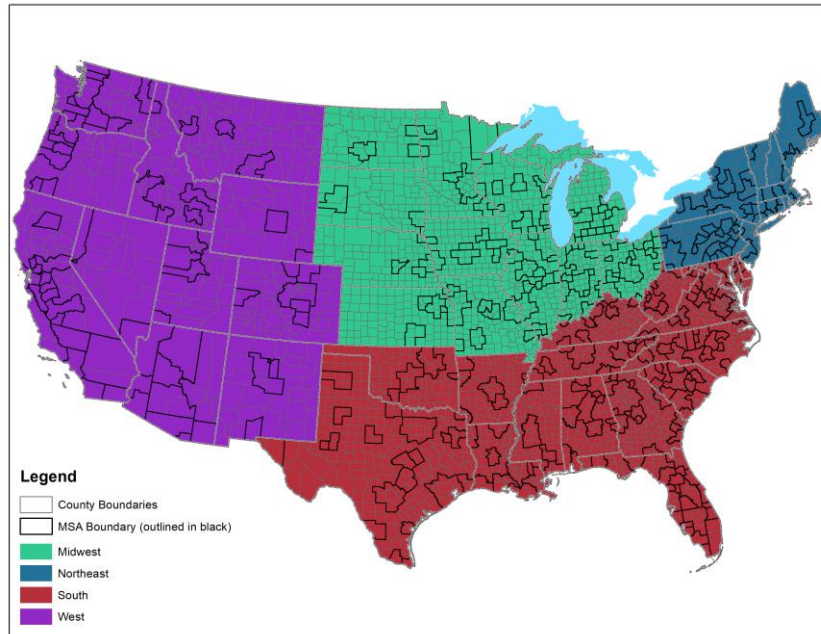 Legend
County Boundaries
MSA Boundary (outlined in black)
Midwest
Northeast
South
West